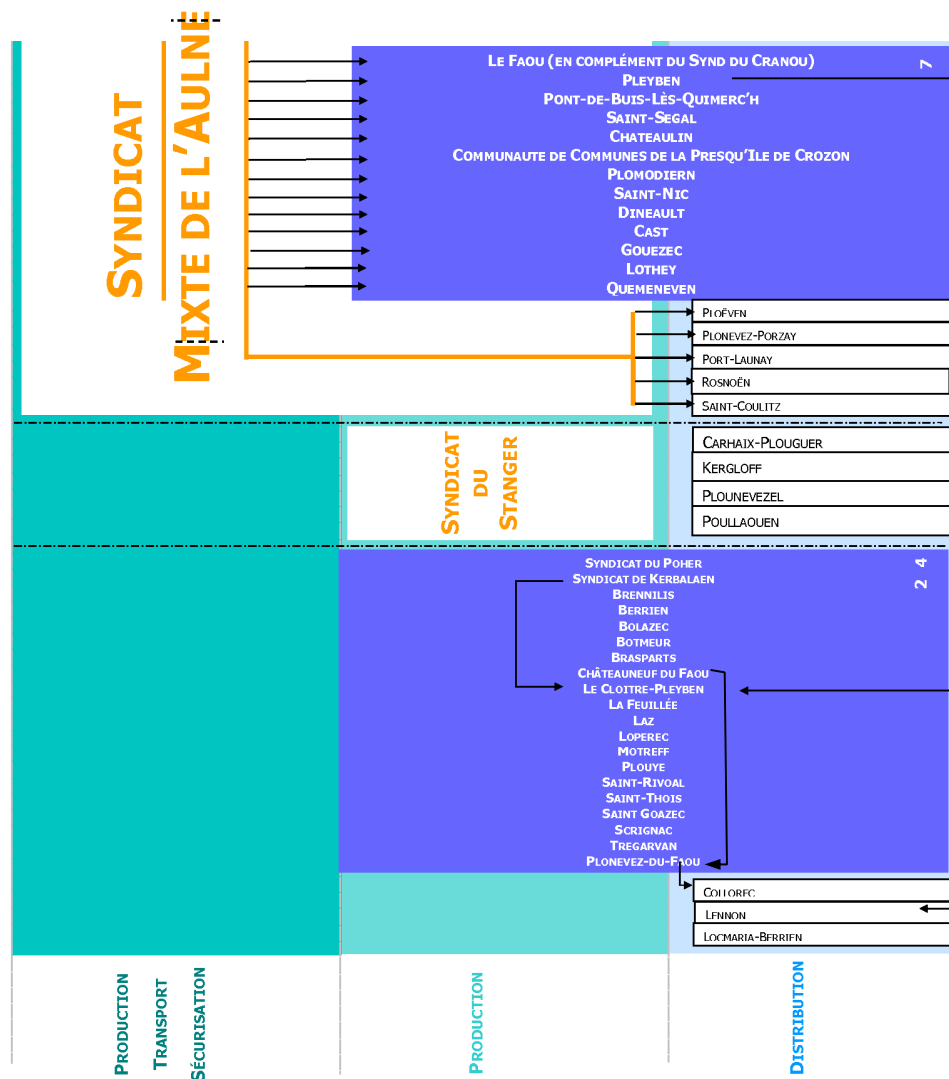 SYNDICAT
MIXTE DE L'AULNE
LE FAOU (EN COMPLÉMENT DU SYND DU CRANOU)
7
PLEYBEN
PONT-DE-BUIS-LÈS-QUIMERC'H
SAINT-SEGAL
CHATEAULIN
COMMUNAUTE DE COMMUNES DE LA PRESQU'ILE DE CROZON
PLOMODIERN
SAINT-NIC
DINEAULT
CAST
GOUEZEC
LOTHEY
QUEMENEVEN
PLOËVEN
PLONEVEZ-PORZAY
PORT-LAUNAY
ROSNOËN
SAINT-COULITZ
SYNDICAT
DU
STANGER
CARHAIX-PLOUGUER
KERGLOFF
PLOUNEVEZEL
POULLAOUEN
SYNDICAT DU POHER
4
SYNDICAT DE KERBALAEN
2
BRENNILIS
BERRIEN
BOLAZEC
BOTMEUR
BRASPARTS
CHÂTEAUNEUF DU FAOU
LE CLOITRE-PLEYBEN
LA FEUILLÉE
LAZ
LOPEREC
MOTREFF
PLOUYE
SAINT-RIVOAL
SAINT-THOIS
SAINT GOAZEC
SCRIGNAC
TREGARVAN
PLONEVEZ-DU-FAOU
COLLOREC
LENNON
LOCMARIA-BERRIEN
PRODUCTION
TRANSPORT
SÉCURISATION
PRODUCTION
DISTRIBUTION